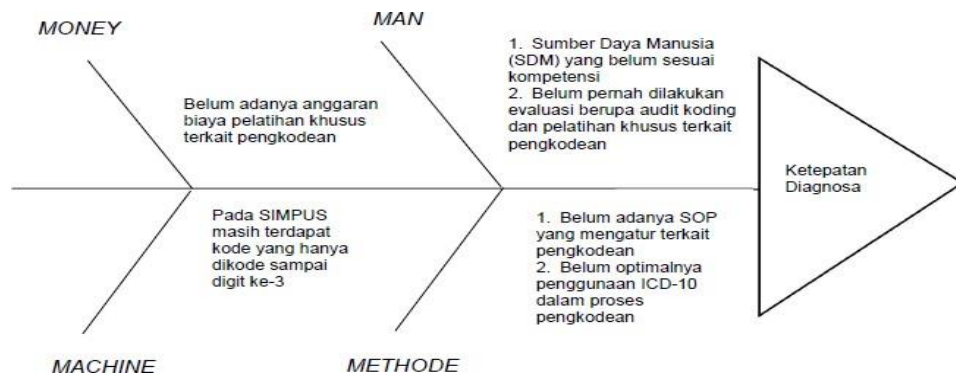 MONEY
MAN
Belum adanya anggaran
biaya pelatihan khusus
terkait pengkodean
1. Sumber Daya Manusia
(SDM) yang belum sesuai
kompetensi
2. Belum pernah dilakukan
evaluasi berupa audit koding
dan pelatihan khusus terkait
pengkodean
Ketepatan
Diagnosa
Pada SIMPUS
masih terdapat
kode yang hanya
dikode sampai
digit ke-3
1. Belum adanya SOP
yang mengatur terkait
pengkodean
2. Belum optimalnya
penggunaan ICD-10
dalam proses
pengkodean
MACHINE
METHODE